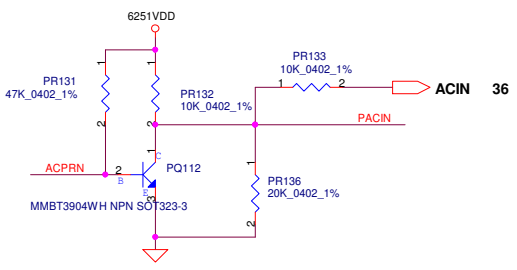 6251VDD
PR133
10K_0402_1%
1
2
ACIN 36
PR131
47K_0402_1%
1
2
PR132
10K_0402_1%
1
2
PACIN
ACPRN
2
B
1
C
PQ112
E
3
MMBT3904WH NPN SOT323-3
1
PR136
20K_0402_1%
2